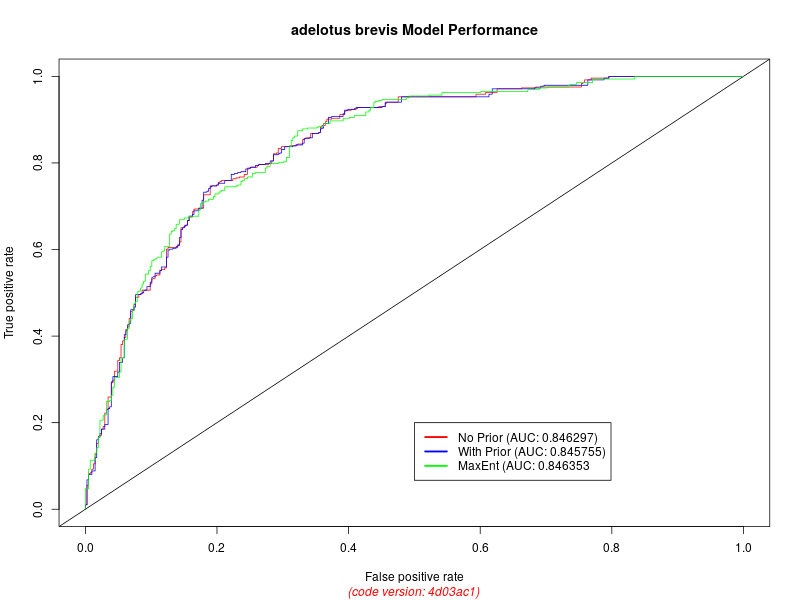 adelotus brevis Model Performance
True positive rate
1.0
0.8
0.6
0.4
0.2
0.0
No Prior (AUC: 0.846297)
With Prior (AUC: 0.845755)
MaxEnt (AUC: 0.846353
0.0 0.2 0.4 0.6 0.8 1.0
False positive rate
(code version: 4d03ac1)